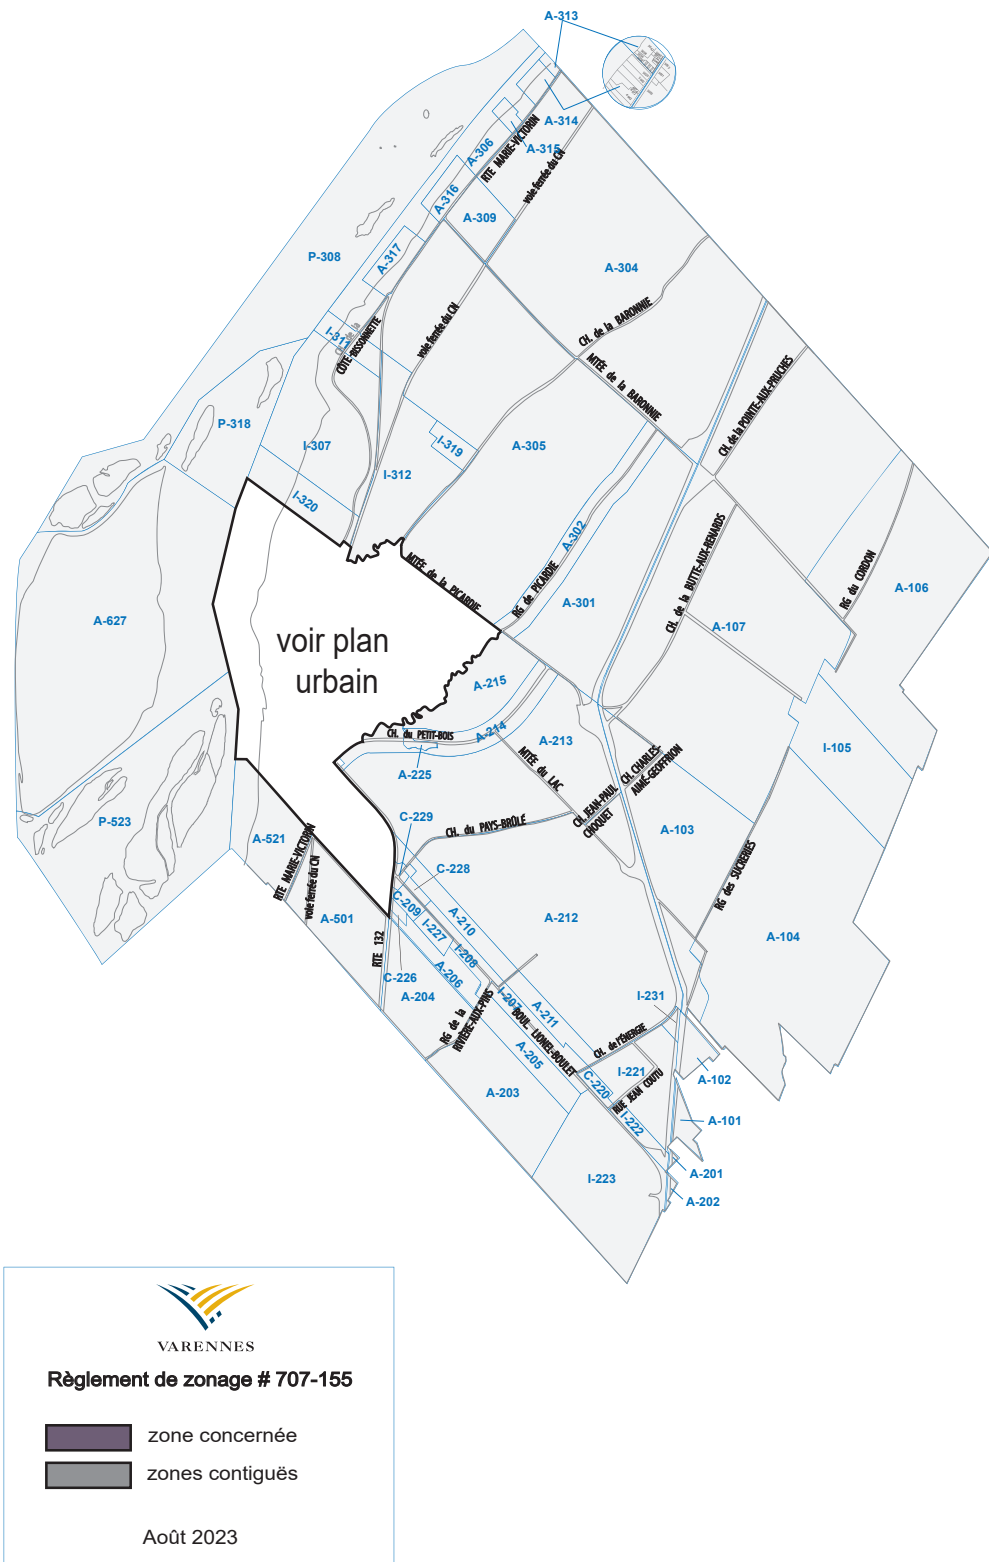 A-313
A-314
A-315
A-306
RTE MARIE-VICTORIN
voie ferrée du CN
A-316
A-309
A-317
P-308
A-304
CH. de la BARONNIE
MTÉE de la BARONNIE
voie ferrée du CN
I-311
CÔTE-BISSONNETTE
CH. de la POINTE-AUX-PRUCHES
P-318
I-307
I-319
A-305
I-312
I-320
A-302
RG de PICARDIE
MTÉE de la PICARDIE
CH. de la BUTTE-AUX-RENARDS
RG du CORDON
A-106
A-301
A-107
A-627
voir plan
urbain
A-215
A-214
A-213
CH. du PETIT-BOIS
A-225
MTÉE du LAC
CH. CHARLES-
AIMÉ-GEOFFRION
CH. JEAN-PAUL
CHOQUET
I-105
P-523
A-521
RTE MARIE-VICTORIN
voie ferrée du CN
C-229
CH. du PAYS-BRÛLÉ
C-228
A-103
RG des SUCRERIES
A-501
C-209
A-210
A-212
A-104
I-227
RTE 132
I-208
C-226
A-206
A-204
I-207
A-211
I-231
RG de la
RIVIÈRE-AUX-PINS
BOUL. LIONEL-BOULET
A-205
CH. de l'ÉNERGIE
A-203
C-220
I-221
RUE JEAN COUTU
A-102
I-222
A-101
I-223
A-201
A-202
VARENNES
Règlement de zonage # 707-155
zone concernée
zones contiguës
Août 2023